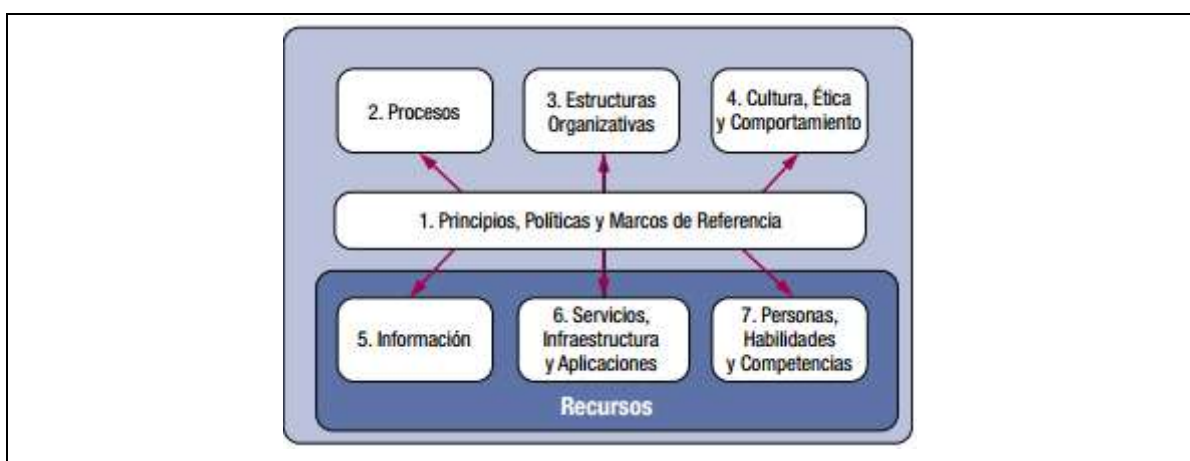 2. Procesos
3. Estructuras
Organizativas
4. Cultura, Ética
y Comportamiento
1. Principios, Políticas y Marcos de Referencia
5. Información
6. Servicios,
Infraestructura
y Aplicaciones
7. Personas,
Habilidades
y Competencias
Recursos